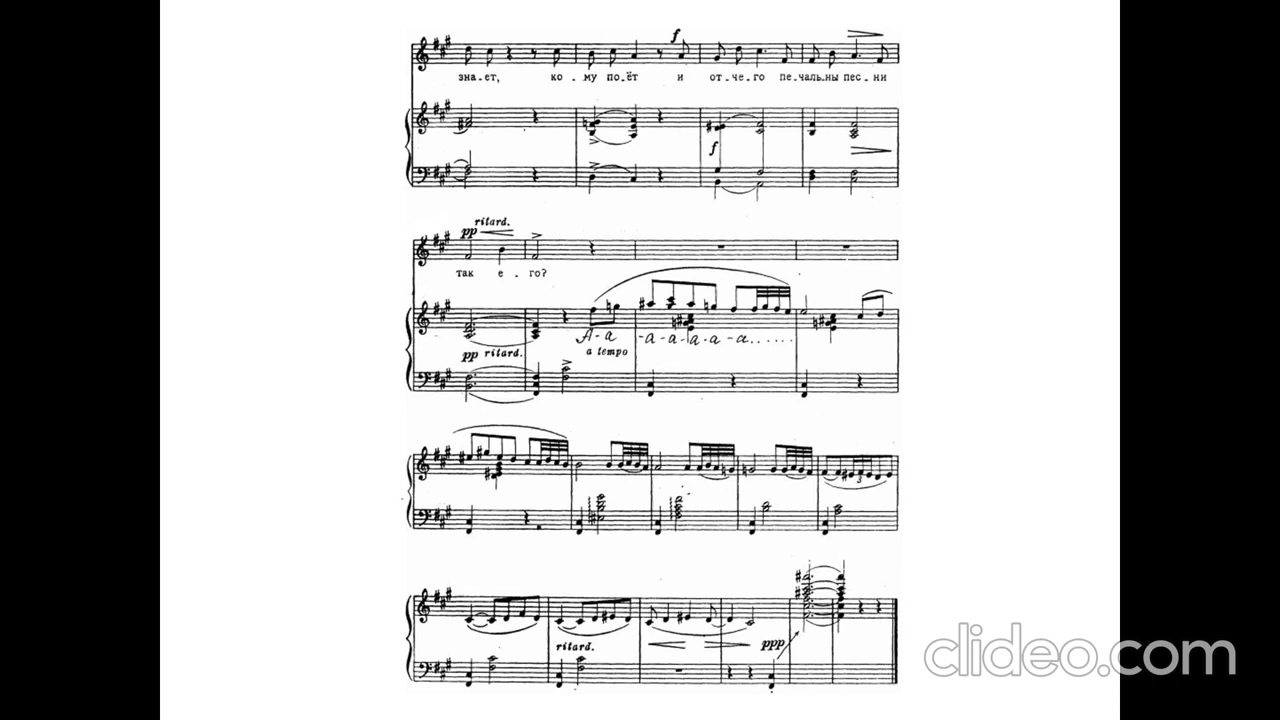 f
зна.ет, ко.му по.ёт и от.че.го пе.чаль.ны пес.ни
f
ritard.
pp
так е.го?
А-а -а-а-а-а-а......
pp ritard. a tempo
3
ritard. ppp
clideo.com